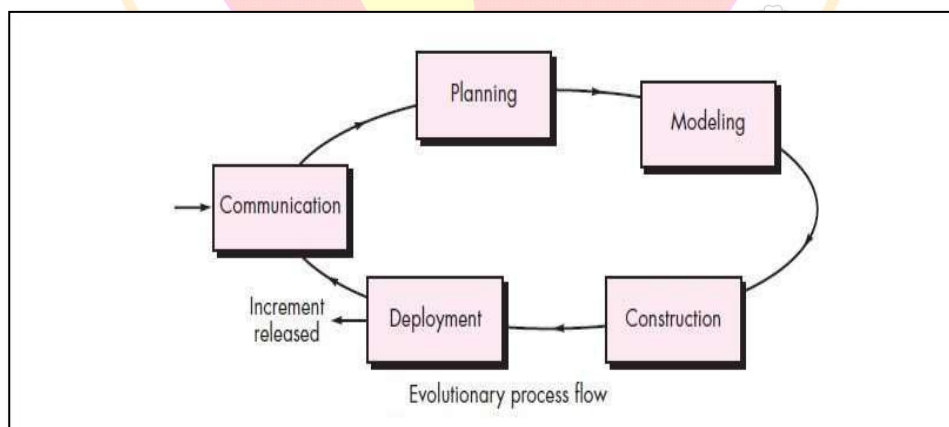 Planning
Modeling
Communication
Increment
released
Deployment
Construction
Evolutionary process flow